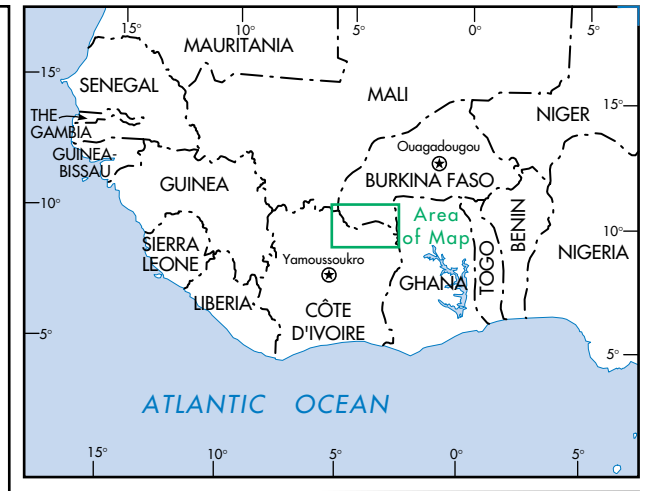 15°
10°
5°
0°
5°
MAURITANIA
15°
SENEGAL
MALI
15°
NIGER
THE
GAMBIA
Ouagadougou
GUINEA-
BISSAU
BURKINA FASO
GUINEA
10°
Area
of Map
BENIN
10°
SIERRA
LEONE
Yamoussoukro
NIGERIA
TOGO
GHANA
LIBERIA
CÔTE
D'IVOIRE
5°
5°
ATLANTIC OCEAN
15°
10°
5°
0°
5°